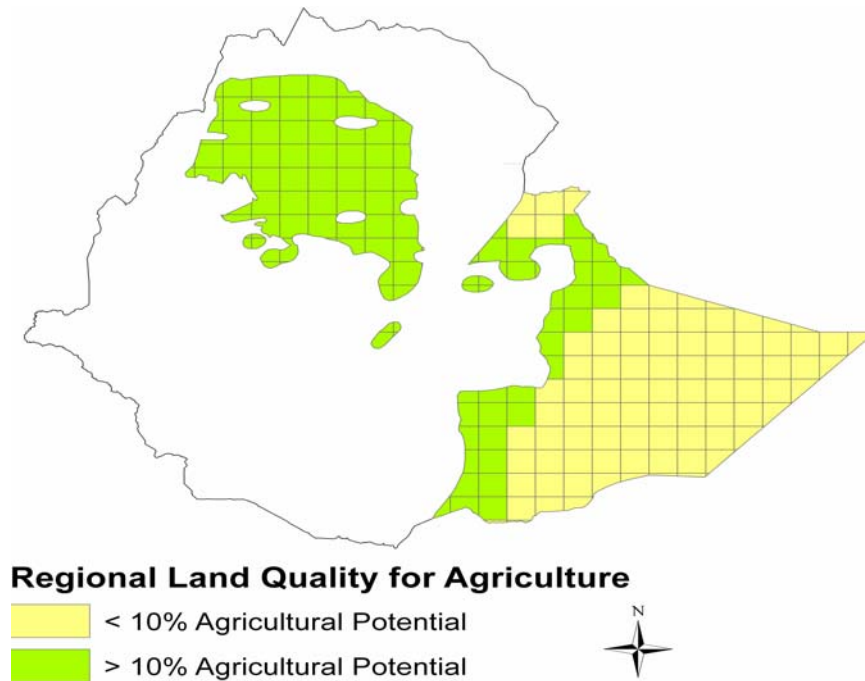 Regional Land Quality for Agriculture
< 10% Agricultural Potential
N
> 10% Agricultural Potential